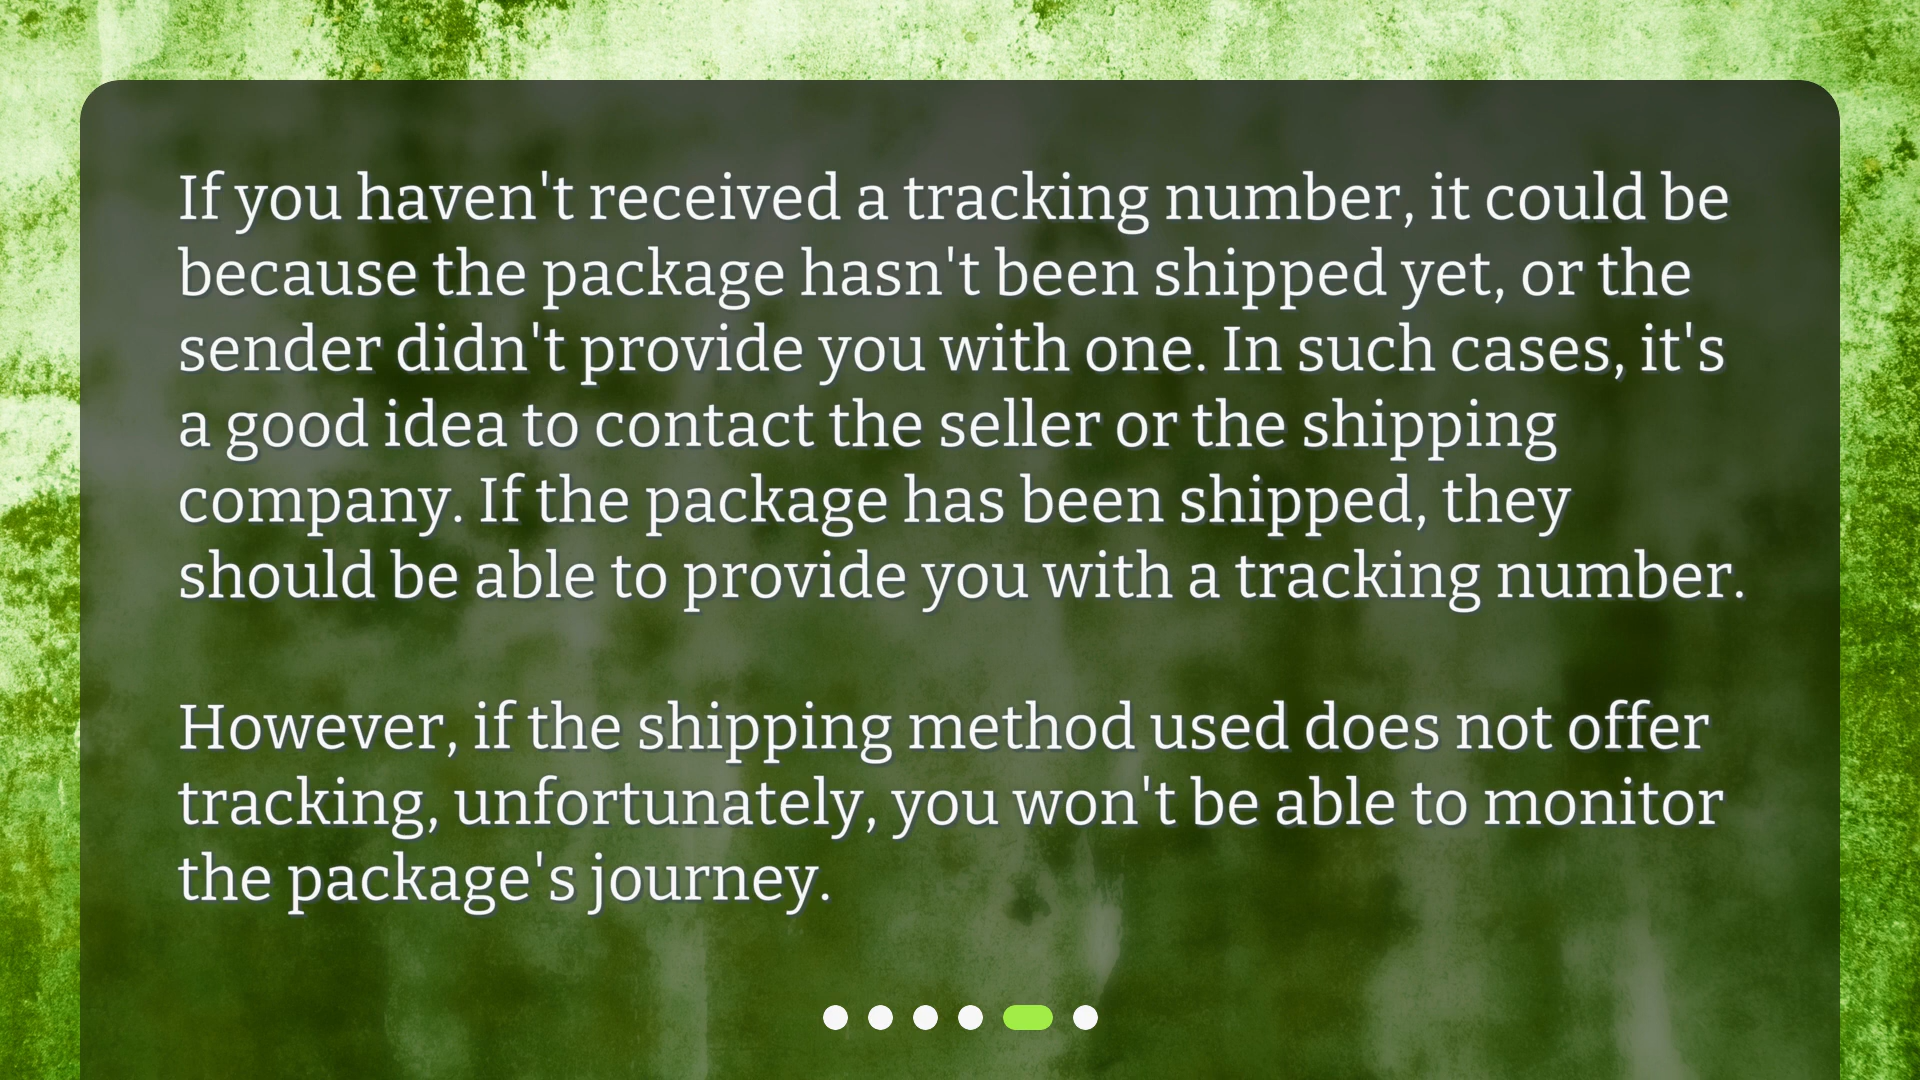 If you haven't received a tracking number, it could be
because the package hasn't been shipped yet, or the
sender didn't provide you with one. In such cases, it's
a good idea to contact the seller or the shipping
company. If the package has been shipped, they
should be able to provide you with a tracking number.
However, if the shipping method used does not offer
tracking, unfortunately, you won't be able to monitor
the package's journey.